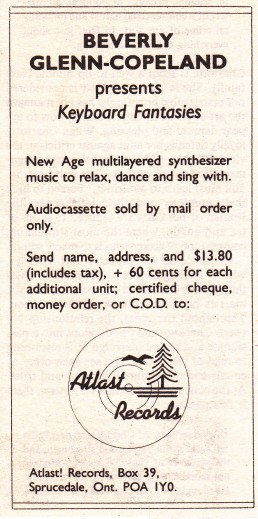 BEVERLY
GLENN-COPELAND
presents
Keyboard Fantasies
New Age multilayered synthesizer
music to relax, dance and sing with.
Audiocassette sold by mail order
only.
Send name, address, and $13.80
(includes tax), + 60 cents for each
additional unit; certified cheque,
money order, or C.O.D. to:
Atlast
Records
Atlast! Records, Box 39,
Sprucedale, Ont. POA 1Y0.